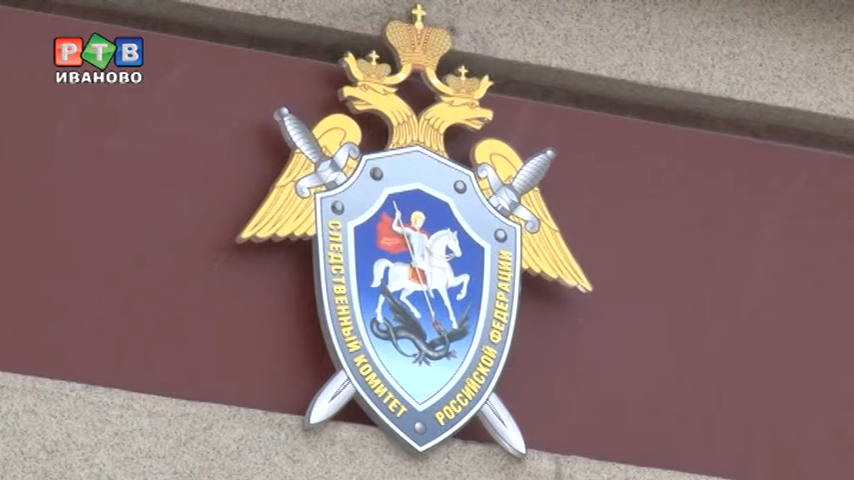 РТВ
ИВАНОВО
СЛЕДСТВЕННЫЙ КОМИТЕТ
РОССИЙСКОЙ ФЕДЕРАЦИИ